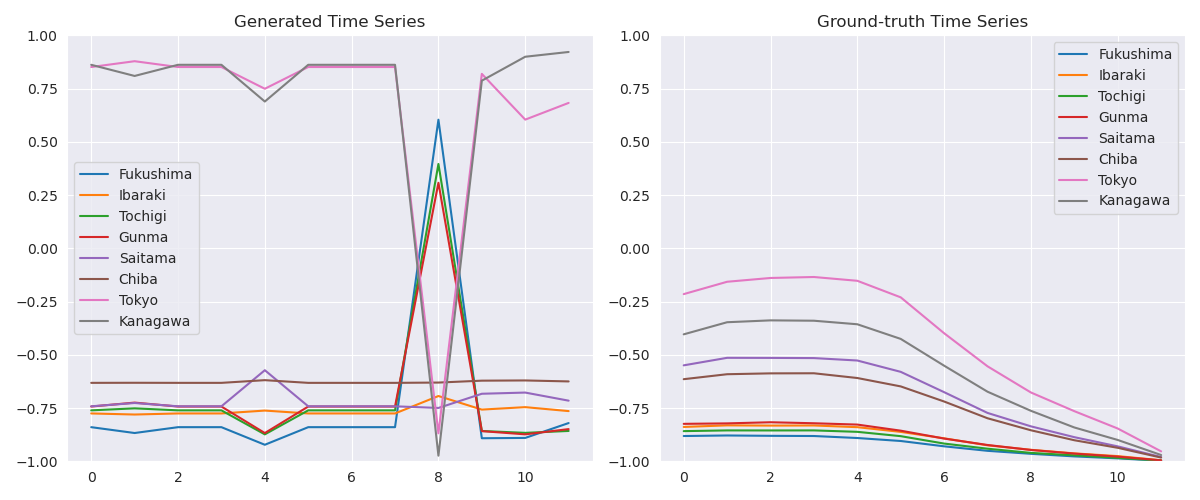 Generated Time Series
1.00
0.75
0.50
0.25
0.00
−0.25
−0.50
−0.75
−1.00
0 2 4 6 8 10
Fukushima
Ibaraki
Tochigi
Gunma
Saitama
Chiba
Tokyo
Kanagawa
Ground-truth Time Series
1.00
0.75
0.50
0.25
0.00
−0.25
−0.50
−0.75
−1.00
0 2 4 6 8 10
Fukushima
Ibaraki
Tochigi
Gunma
Saitama
Chiba
Tokyo
Kanagawa